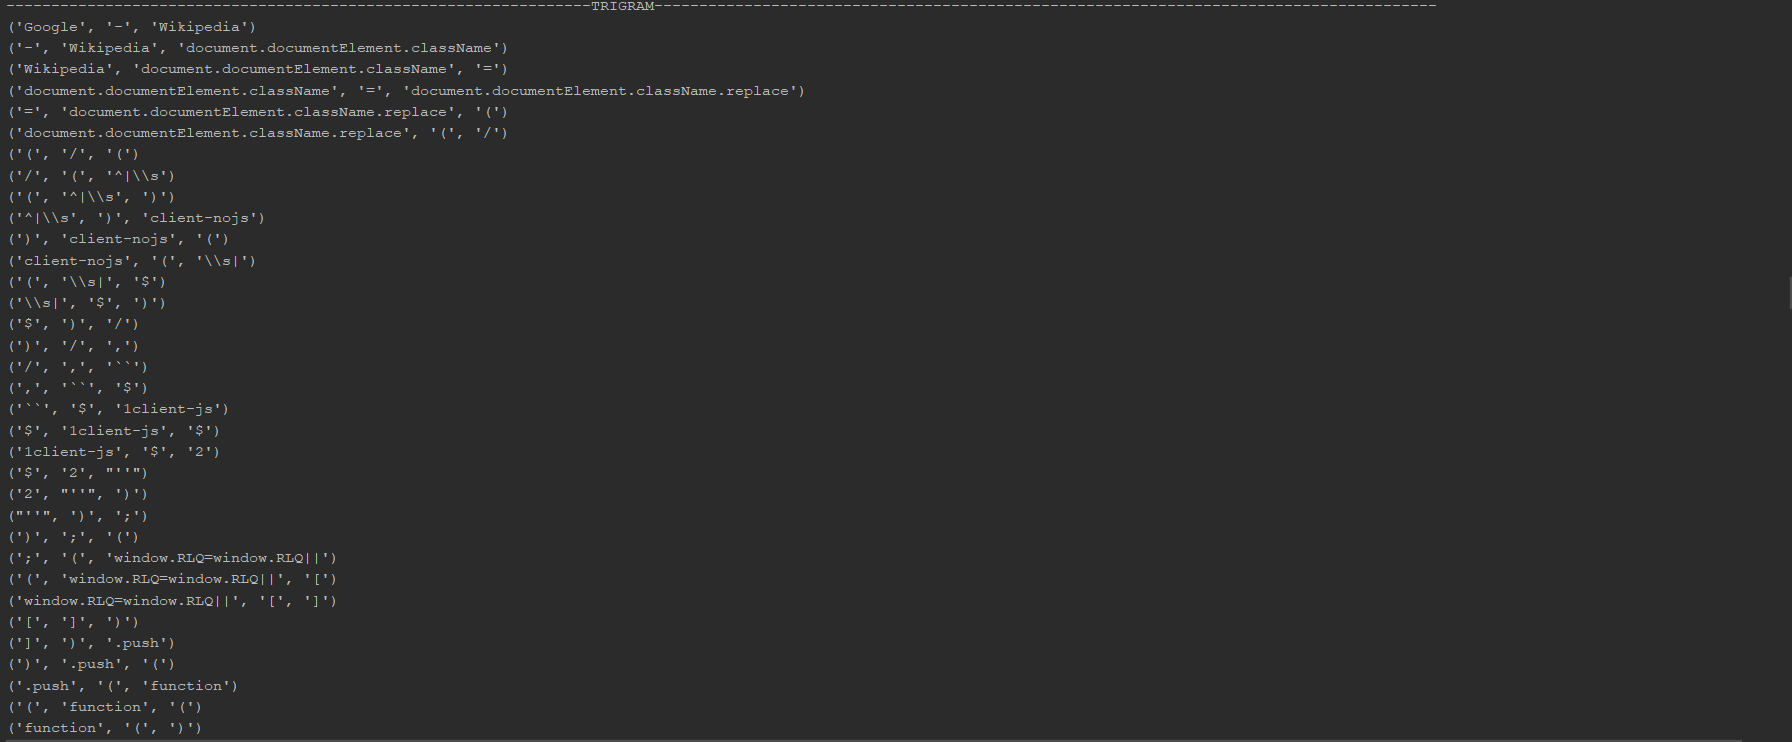 -----------------------------------------------------------------TRIGRAM---------------------------------------------------------------------------------------
('Google', '-', 'Wikipedia')
('-', 'Wikipedia', 'document.documentElement.className')
('Wikipedia', 'document.documentElement.className', '=')
('document.documentElement.className', '=', 'document.documentElement.className.replace')
('=', 'document.documentElement.className.replace', '(')
('document.documentElement.className.replace', '(', '/')
('(', '/', '(')
('/', '(', '^|\\s')
('(', '^|\\s', ')')
('^|\\s', ')', 'client-nojs')
(')', 'client-nojs', '(')
('client-nojs', '(', '\\s|')
('(', '\\s|', '$')
('\\s|', '$', ')')
('$', ')', '/')
(')', '/', ',')
('/', ',', '``')
(',', '``', '$')
('``', '$', '1client-js')
('$', '1client-js', '$')
('1client-js', '$', '2')
('$', '2', "''")
('2', "''", ')')
("''", ')', ';')
(')', ';', '(')
(';', '(', 'window.RLQ=window.RLQ||')
('(', 'window.RLQ=window.RLQ||', '[')
('window.RLQ=window.RLQ||', '[', ']')
('[', ']', ')')
(']', ')', '.push')
(')', '.push', '(')
('.push', '(', 'function')
('(', 'function', '(')
('function', '(', ')')